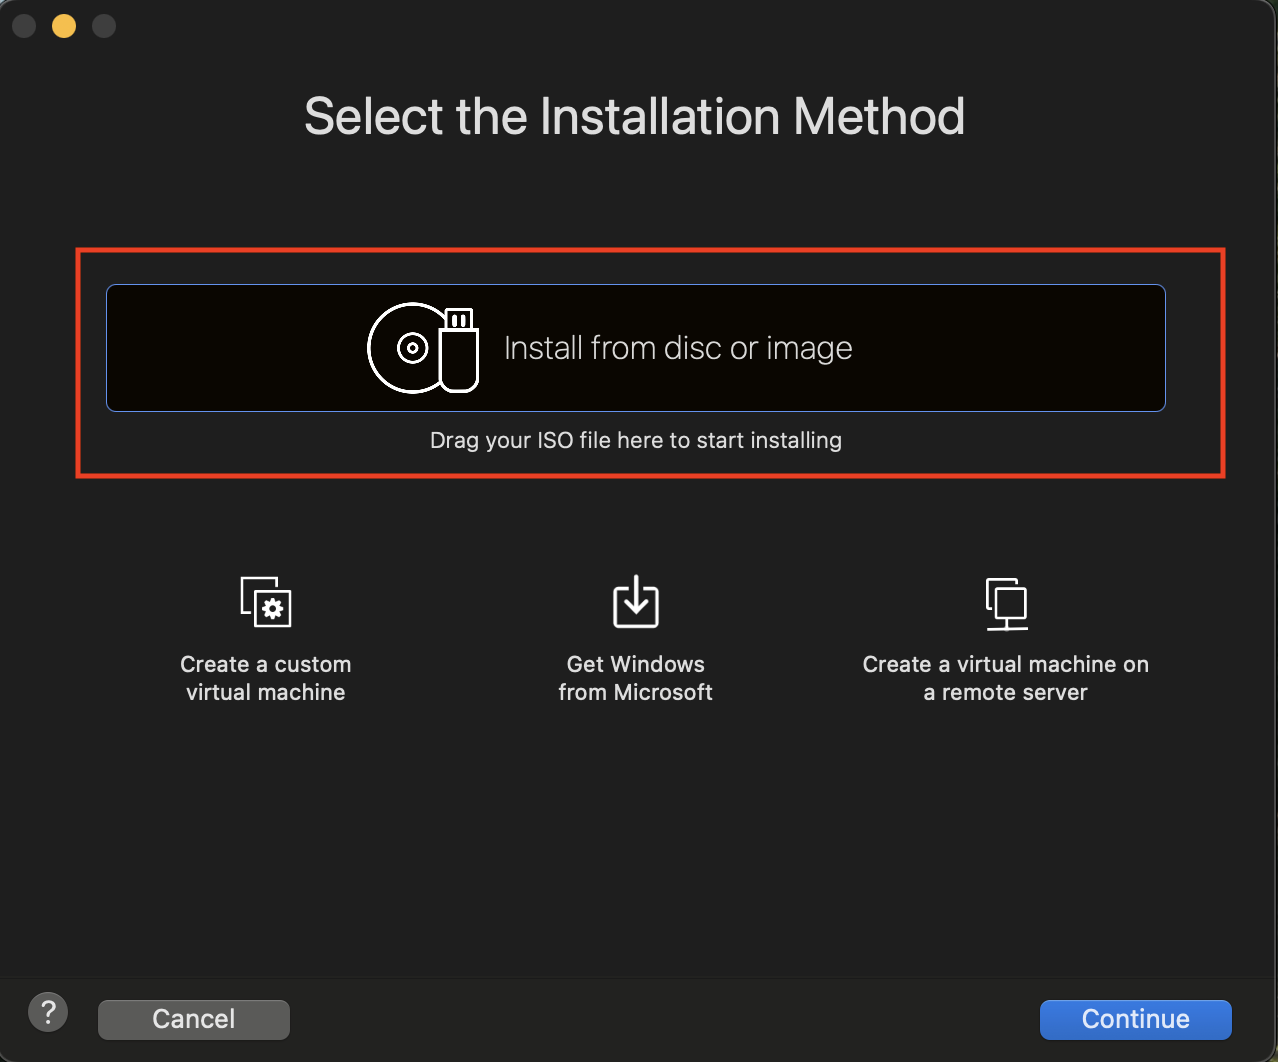 Select the Installation Method
Install from disc or image
Drag your ISO file here to start installing
Create a custom
virtual machine
Get Windows
from Microsoft
Create a virtual machine on
a remote server
?
Cancel
Continue